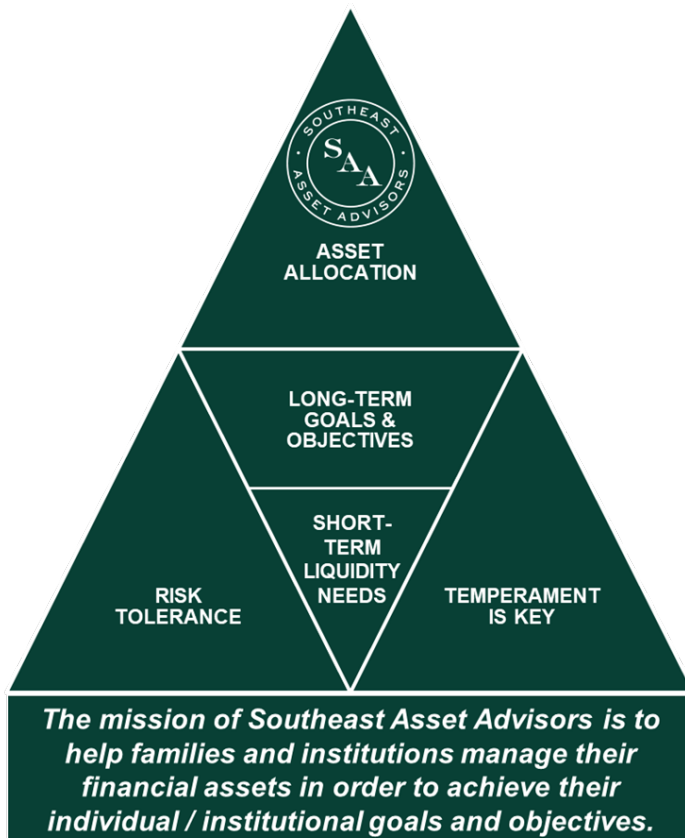 SOUTHEAST
SAA
ASSET ADVISORS
ASSET
ALLOCATION
LONG-TERM
GOALS &
OBJECTIVES
SHORT-
TERM
LIQUIDITY
NEEDS
RISK
TOLERANCE
TEMPERAMENT
IS KEY
The mission of Southeast Asset Advisors is to
help families and institutions manage their
financial assets in order to achieve their
individual / institutional goals and objectives.